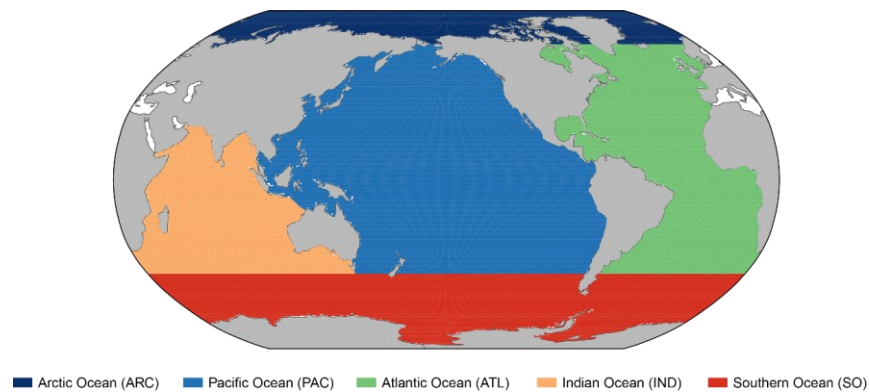 Arctic Ocean (ARC) Pacific Ocean (PAC) Atlantic Ocean (ATL) Indian Ocean (IND) Southern Ocean (SO)